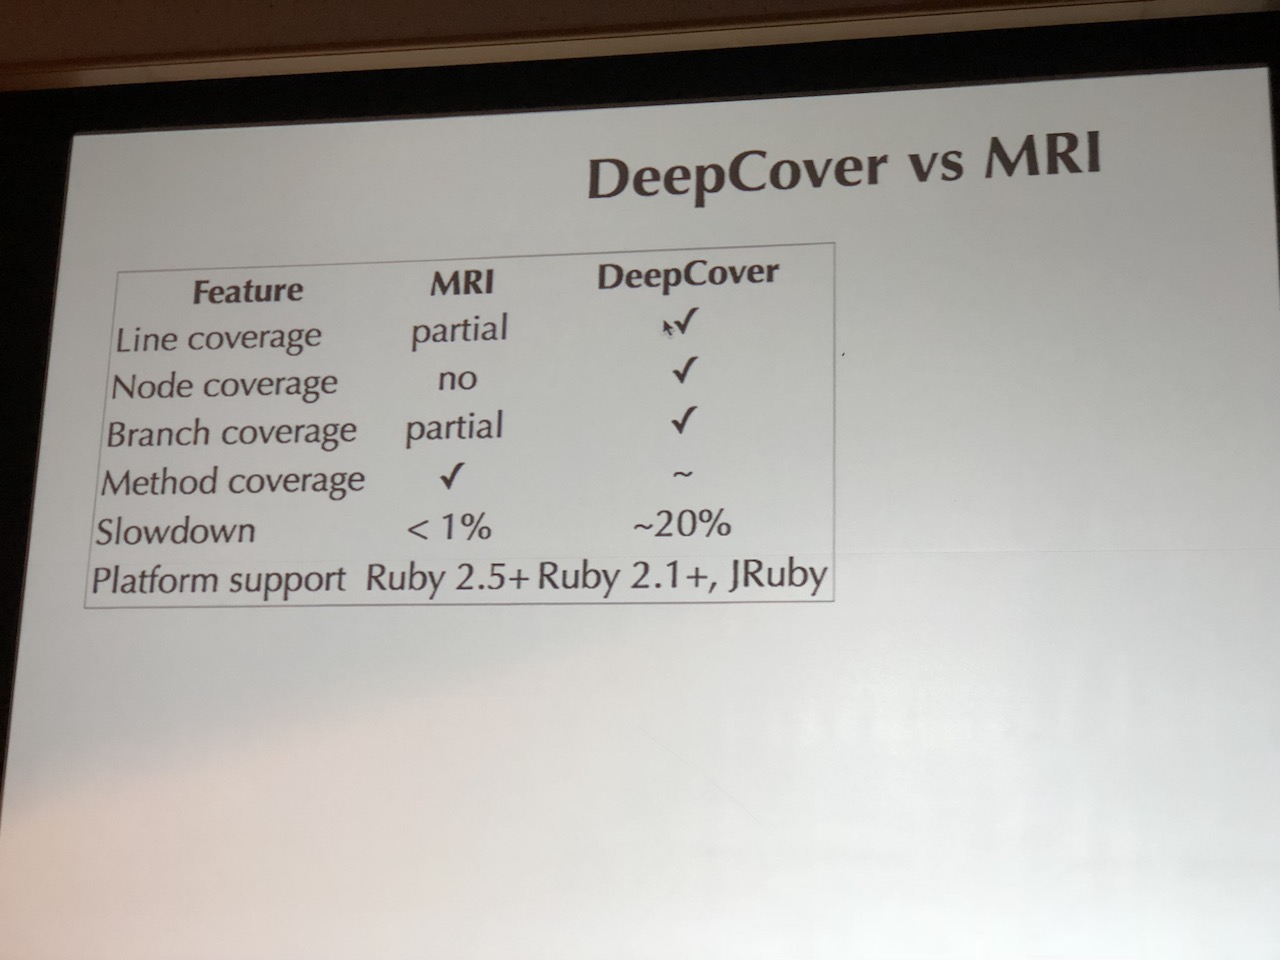 DeepCover vs MRI
Feature MRI DeepCover
Line coverage partial ✓
Node coverage no ✓
Branch coverage partial ✓
Method coverage ✓ ~
Slowdown < 1% ~20%
Platform support Ruby 2.5+ Ruby 2.1+, JRuby